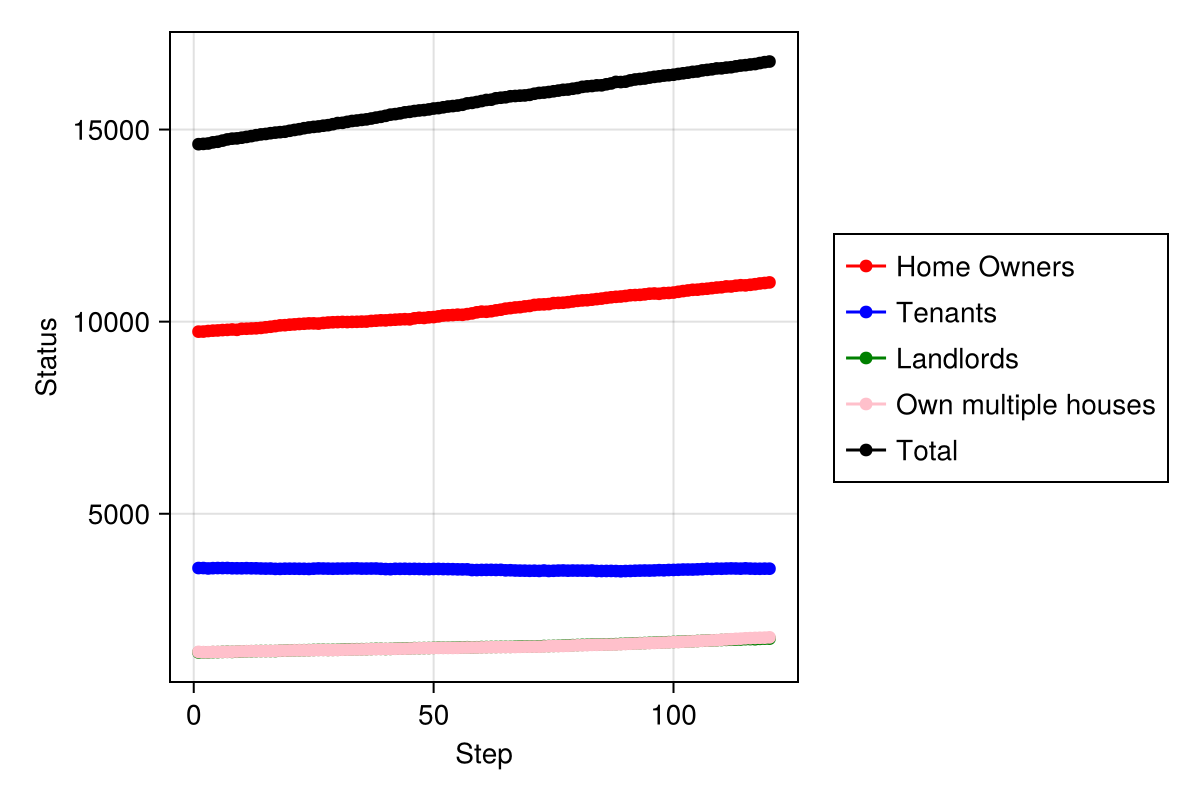 15000
10000
5000
Status
0
50
100
Step
Home Owners
Tenants
Landlords
Own multiple houses
Total